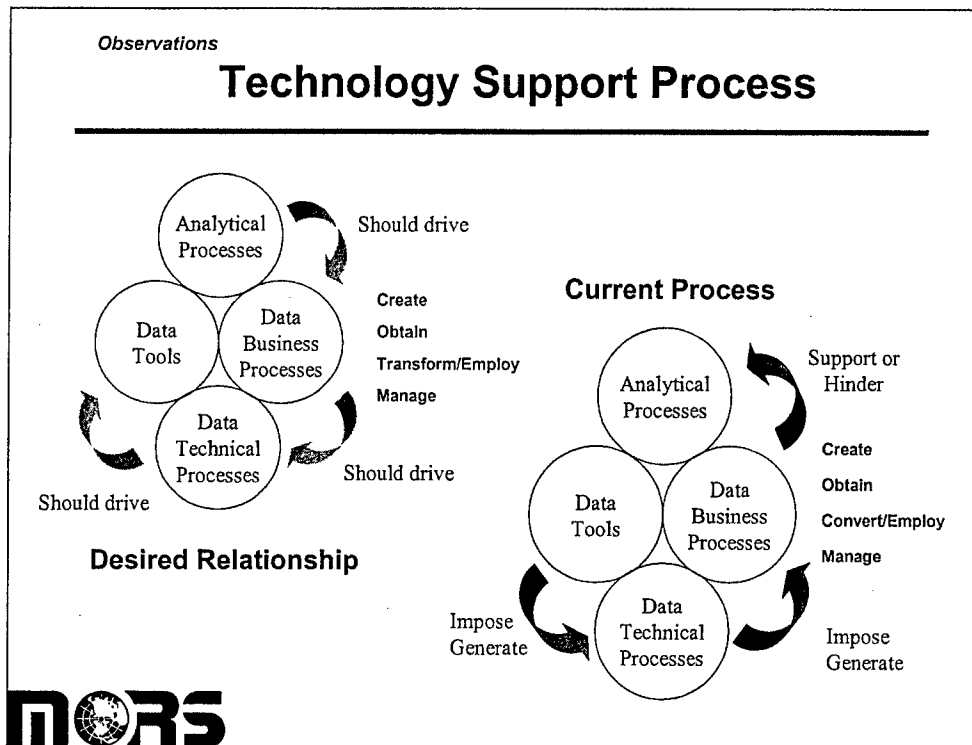 Observations
Technology Support Process
Analytical
Processes
Should drive
Data
Tools
Data
Business
Processes
Create
Obtain
Transform/Employ
Manage
Data
Technical
Processes
Should drive
Should drive
Desired Relationship
Current Process
Analytical
Processes
Support or
Hinder
Data
Tools
Data
Business
Processes
Create
Obtain
Convert/Employ
Manage
Data
Technical
Processes
Impose
Generate
Impose
Generate
MORS